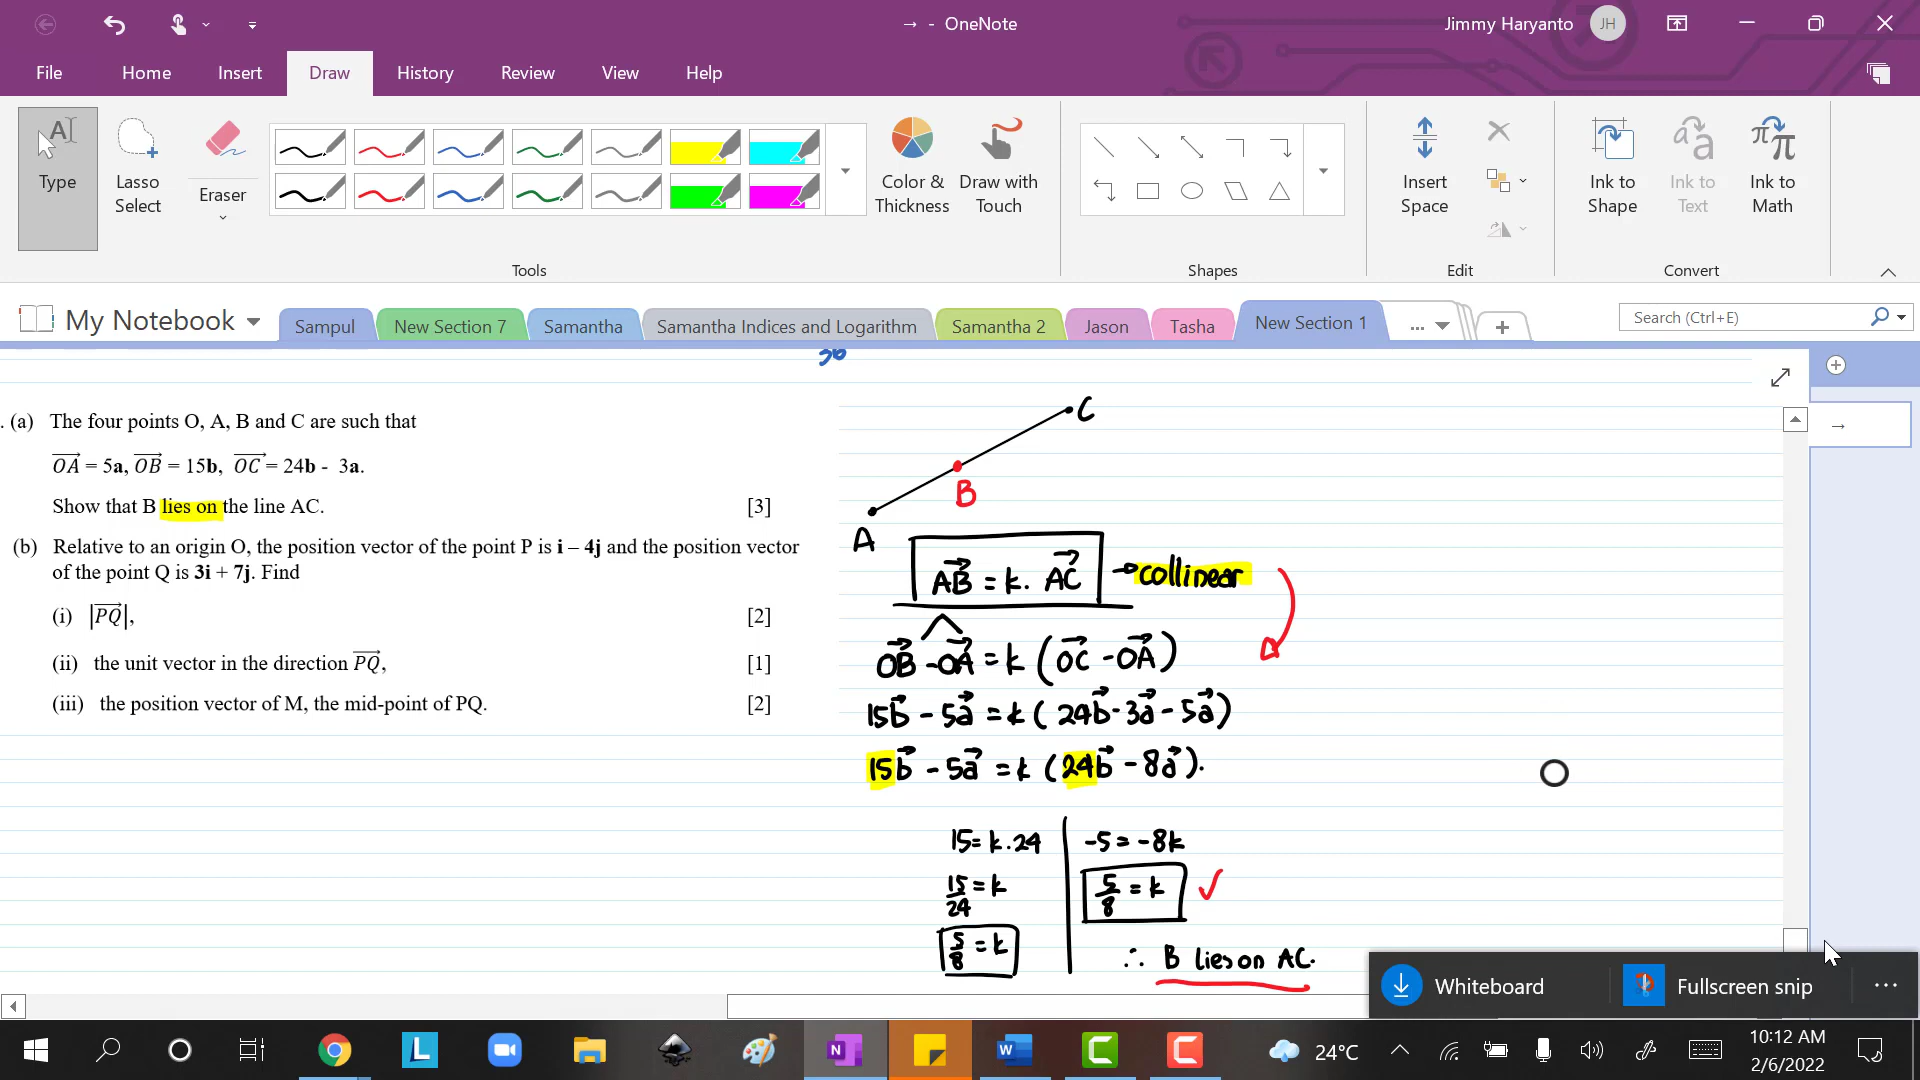 → - OneNote
Jimmy Haryanto JH
File Home Insert Draw History Review View Help
Type
Lasso Select
Eraser
Color & Thickness
Draw with Touch
Insert Space
Ink to Shape
Ink to Text
Ink to Math
Tools Shapes Edit Convert
My Notebook
Sampul New Section 7 Samantha Samantha Indices and Logarithm Samantha 2 Jason Tasha New Section 1 ...
Search (Ctrl+E)
. (a) The four points O, A, B and C are such that
OA = 5a, OB = 15b, OC = 24b - 3a.
Show that B lies on the line AC. [3]
(b) Relative to an origin O, the position vector of the point P is i – 4j and the position vector
of the point Q is 3i + 7j. Find
(i) |PQ|, [2]
(ii) the unit vector in the direction PQ, [1]
(iii) the position vector of M, the mid-point of PQ. [2]
C
B
A
AB = k. AC → collinear
OB - OA = k (OC - OA)
15b - 5a = k ( 24b - 3a - 5a )
15b - 5a = k ( 24b - 8a ).
15 = k.24
15/24 = k
5/8 = k
-5 = -8k
5/8 = k ✓
∴ B lies on AC.
Whiteboard
Fullscreen snip
24°C
10:12 AM
2/6/2022